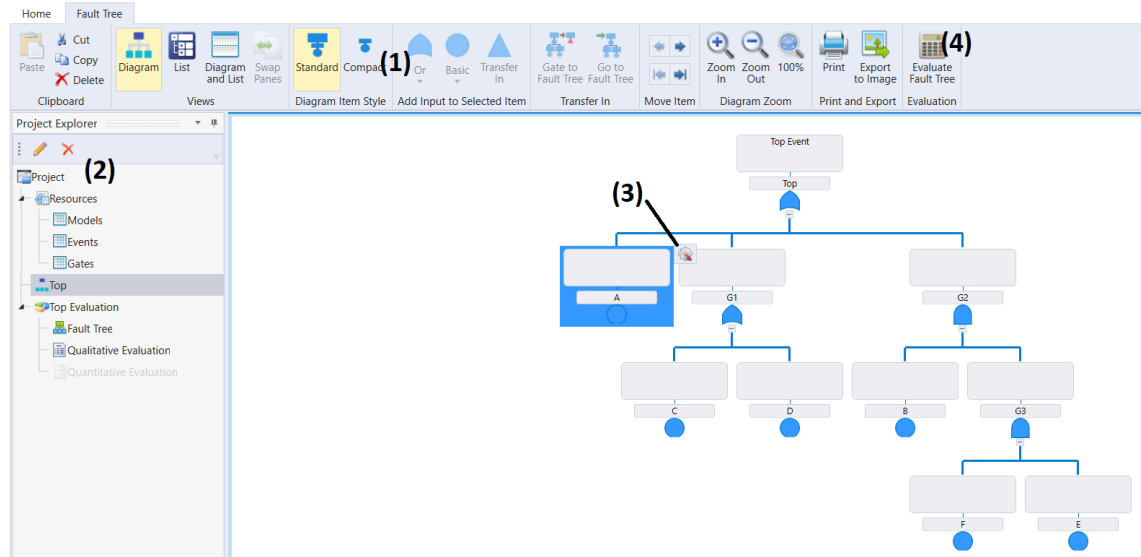 Home Fault Tree
Paste Cut Copy Delete
Clipboard
Diagram List Diagram and List Swap Panes
Views
Standard Compact
Diagram Item Style
(1)
Or Basic Transfer In
Add Input to Selected Item
Gate to Fault Tree Go to Fault Tree
Transfer In
Move Item
Zoom In Zoom Out 100%
Diagram Zoom
Print Export to Image
Print and Export
(4)
Evaluate Fault Tree
Evaluation
Project Explorer
(2)
Project
Resources
Models
Events
Gates
Top
Top Evaluation
Fault Tree
Qualitative Evaluation
Quantitative Evaluation
Top Event
Top
(3)
A G1 G2
C D B G3
F E